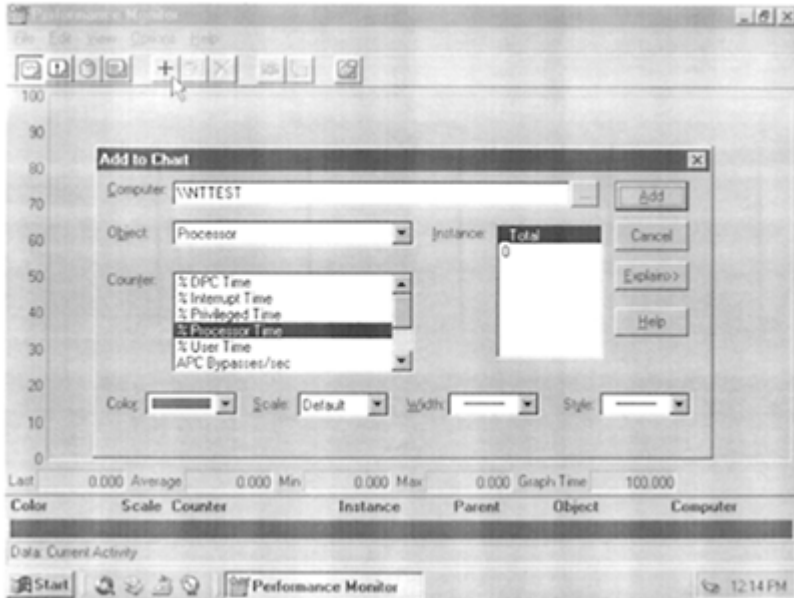 Performance Monitor
File Edit View Options Help
100
90
80
70
60
50
40
30
20
10
0
Add to Chart
Computer: \\NTTEST
Add
Object: Processor
Instance: _Total
0
Cancel
Explain>>
Help
Counter: % DPC Time
% Interrupt Time
% Privileged Time
% Processor Time
% User Time
APC Bypasses/sec
Color: Scale: Default Width: Style:
Last 0.000 Average 0.000 Min 0.000 Max 0.000 Graph Time 100.000
Color Scale Counter Instance Parent Object Computer
Data: Current Activity
Start Performance Monitor 12:14 PM